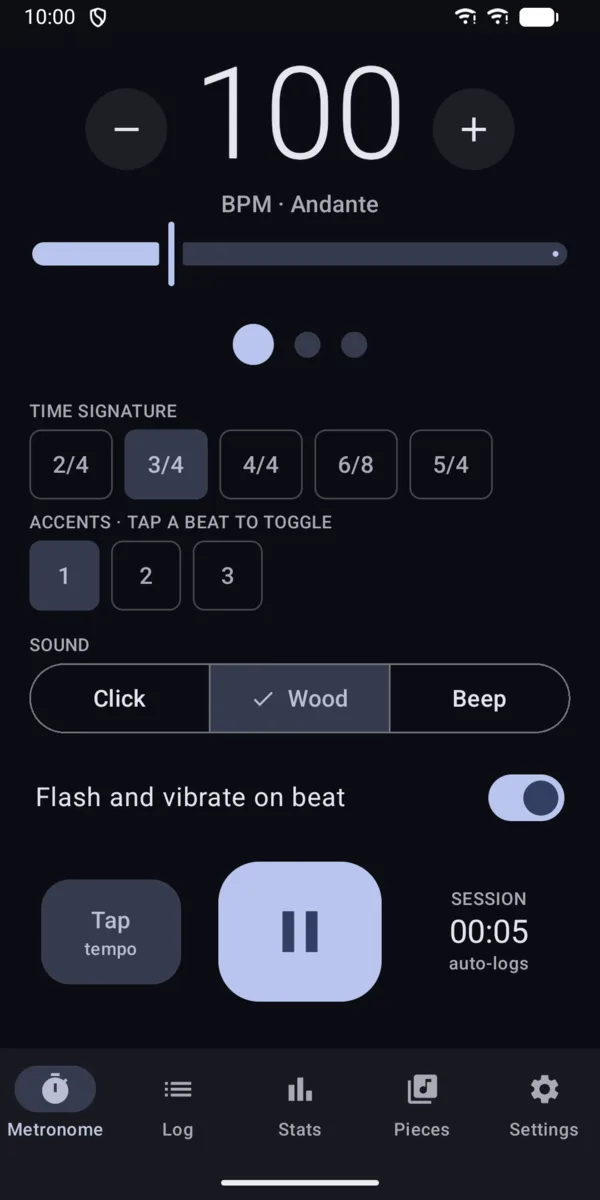 10:00
100
BPM · Andante
TIME SIGNATURE
2/4 3/4 4/4 6/8 5/4
ACCENTS · TAP A BEAT TO TOGGLE
1 2 3
SOUND
Click Wood Beep
Flash and vibrate on beat
Tap
tempo
SESSION
00:05
auto-logs
Metronome Log Stats Pieces Settings